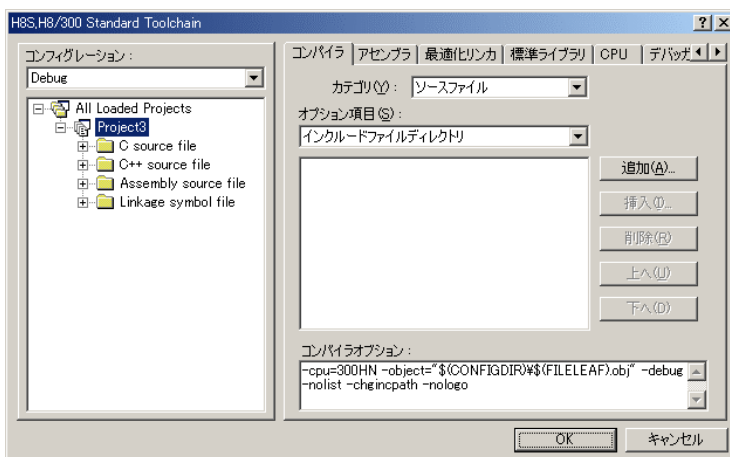 H8S,H8/300 Standard Toolchain
コンフィグレーション :
Debug
All Loaded Projects
Project3
C source file
C++ source file
Assembly source file
Linkage symbol file
コンパイラ アセンブラ 最適化リンカ 標準ライブラリ CPU デバッガ
カテゴリ(Y) : ソースファイル
オプション項目(S) :
インクルードファイルディレクトリ
追加(A)...
挿入(I)...
削除(R)
上へ(U)
下へ(D)
コンパイラオプション :
-cpu=300HN -object="$(CONFIGDIR)¥$(FILELEAF).obj" -debug
-nolist -chgincpath -nologo
OK キャンセル